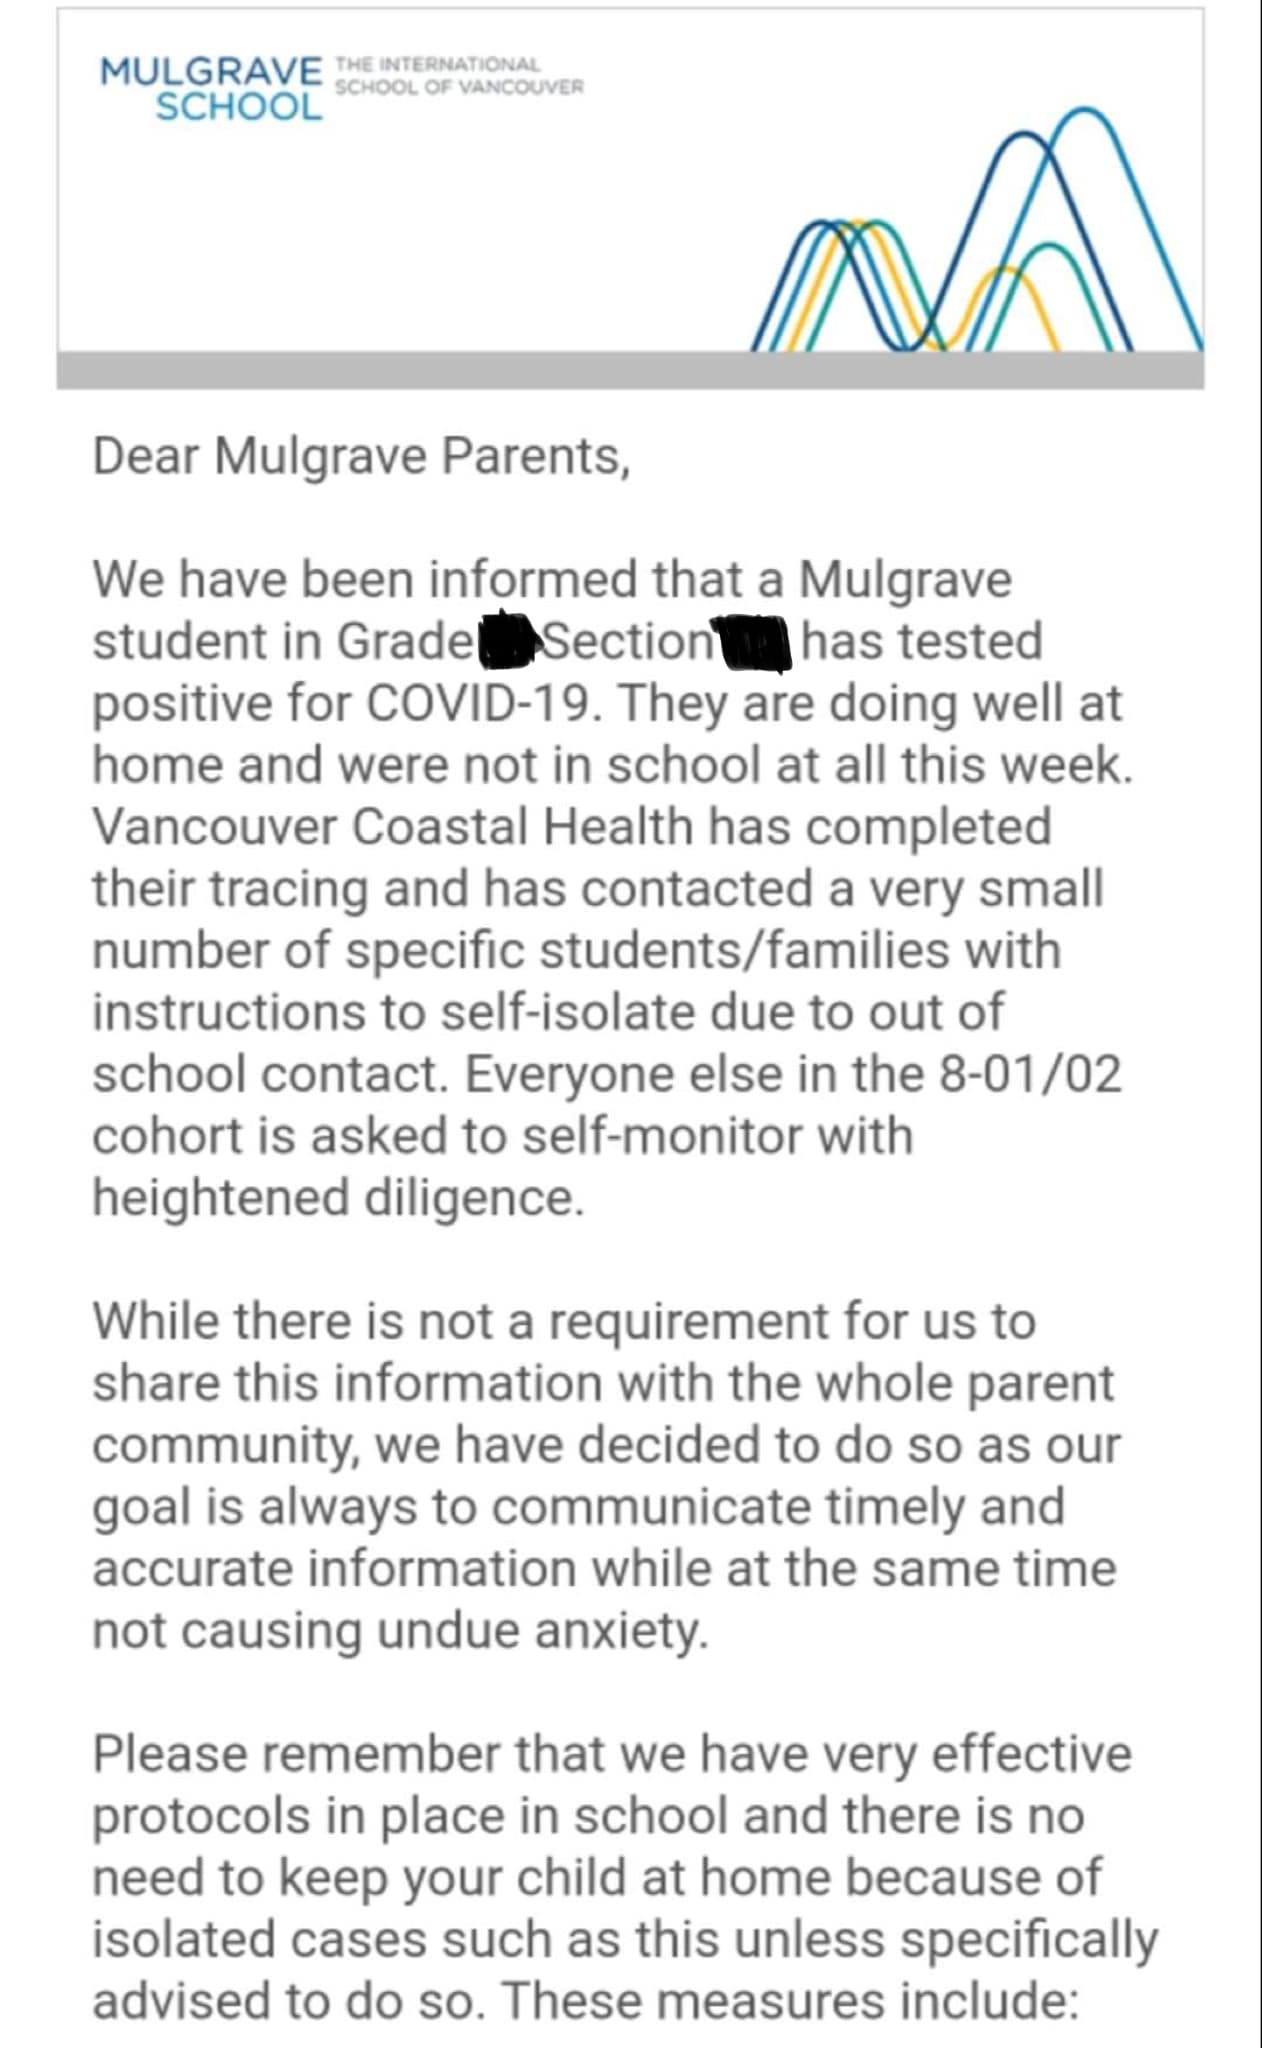 MULGRAVE SCHOOL
THE INTERNATIONAL
SCHOOL OF VANCOUVER
Dear Mulgrave Parents,
We have been informed that a Mulgrave
student in Grade Section has tested
positive for COVID-19. They are doing well at
home and were not in school at all this week.
Vancouver Coastal Health has completed
their tracing and has contacted a very small
number of specific students/families with
instructions to self-isolate due to out of
school contact. Everyone else in the 8-01/02
cohort is asked to self-monitor with
heightened diligence.
While there is not a requirement for us to
share this information with the whole parent
community, we have decided to do so as our
goal is always to communicate timely and
accurate information while at the same time
not causing undue anxiety.
Please remember that we have very effective
protocols in place in school and there is no
need to keep your child at home because of
isolated cases such as this unless specifically
advised to do so. These measures include: